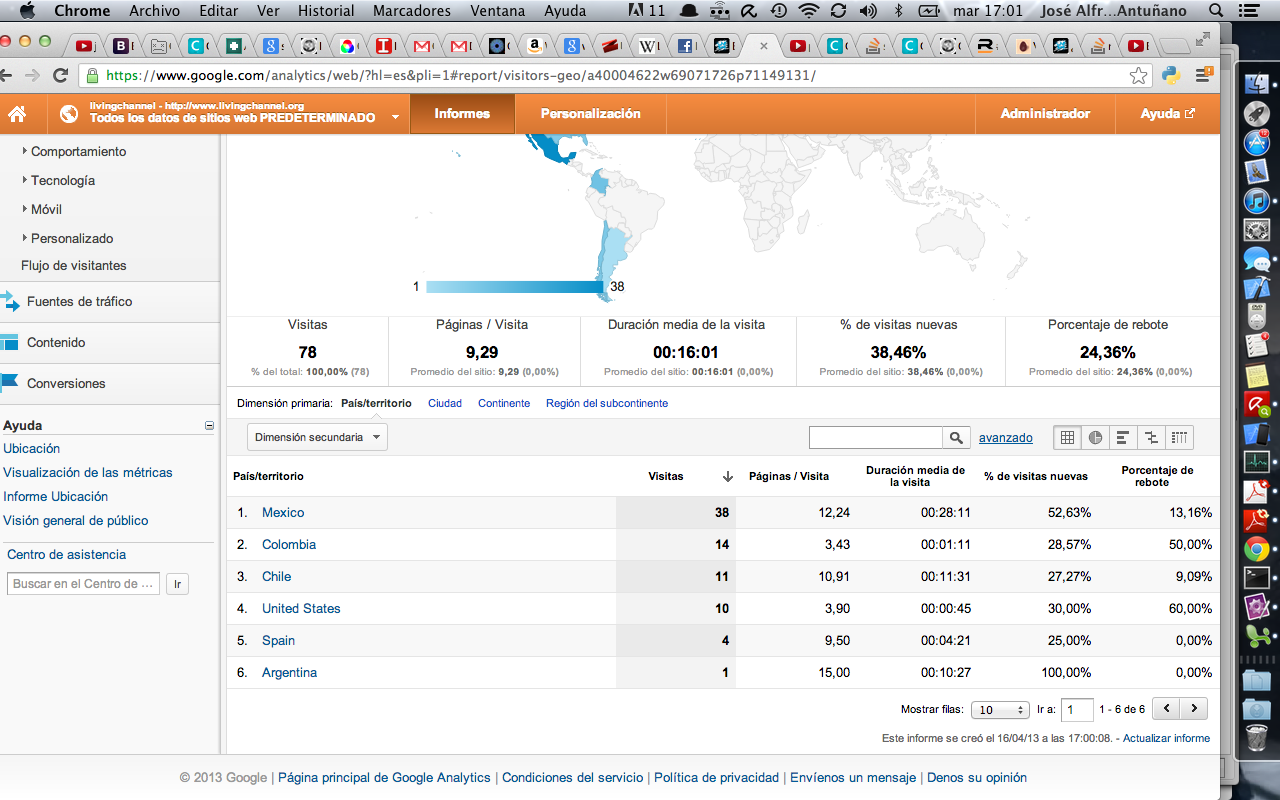 Chrome Archivo Editar Ver Historial Marcadores Ventana Ayuda 11 mar 17:01 José Alfr...Antuñano
https://www.google.com/analytics/web/?hl=es&pli=1#report/visitors-geo/a40004622w69071726p71149131/
livingchannel - http://www.livingchannel.org
Todos los datos de sitios web PREDETERMINADO
Informes Personalización Administrador Ayuda
Comportamiento
Tecnología
Móvil
Personalizado
Flujo de visitantes
Fuentes de tráfico
Contenido
Conversiones
Ayuda
Ubicación
Visualización de las métricas
Informe Ubicación
Visión general de público
Centro de asistencia
Buscar en el Centro de ... Ir
1 38
Visitas Páginas / Visita Duración media de la visita % de visitas nuevas Porcentaje de rebote
78 9,29 00:16:01 38,46% 24,36%
% del total: 100,00% (78) Promedio del sitio: 9,29 (0,00%) Promedio del sitio: 00:16:01 (0,00%) Promedio del sitio: 38,46% (0,00%) Promedio del sitio: 24,36% (0,00%)
Dimensión primaria: País/territorio Ciudad Continente Región del subcontinente
Dimensión secundaria avanzado
País/territorio Visitas Páginas / Visita Duración media de la visita % de visitas nuevas Porcentaje de rebote
1. Mexico 38 12,24 00:28:11 52,63% 13,16%
2. Colombia 14 3,43 00:01:11 28,57% 50,00%
3. Chile 11 10,91 00:11:31 27,27% 9,09%
4. United States 10 3,90 00:00:45 30,00% 60,00%
5. Spain 4 9,50 00:04:21 25,00% 0,00%
6. Argentina 1 15,00 00:10:27 100,00% 0,00%
Mostrar filas: 10 Ir a: 1 1 - 6 de 6
Este informe se creó el 16/04/13 a las 17:00:08. - Actualizar informe
© 2013 Google | Página principal de Google Analytics | Condiciones del servicio | Política de privacidad | Envíenos un mensaje | Denos su opinión